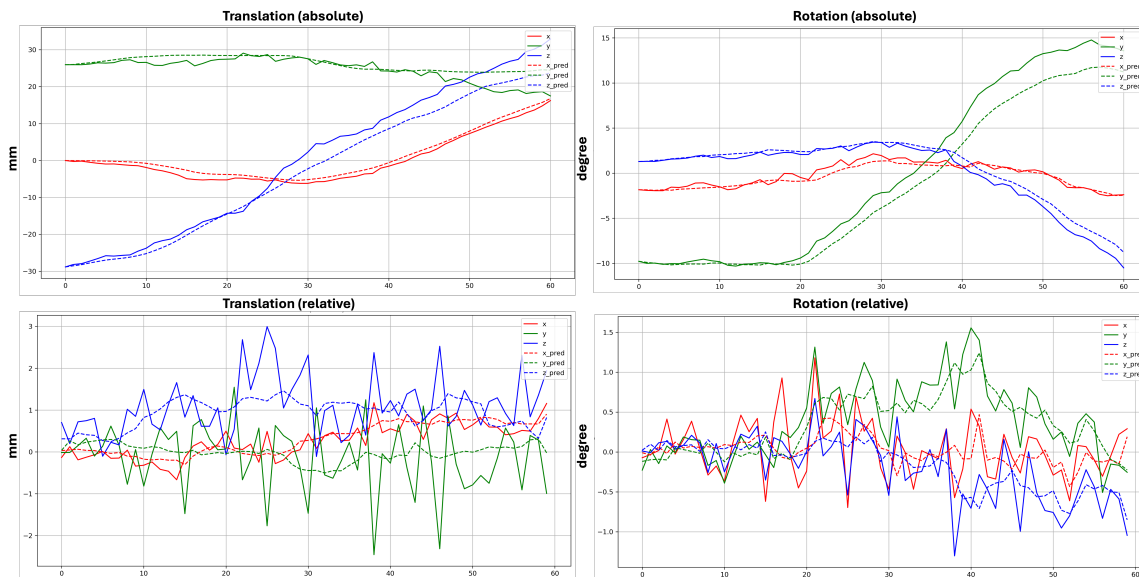 Translation (absolute)
mm
30
20
10
0
−10
−20
−30
0
10
20
30
40
50
60
x
y
z
x_pred
y_pred
z_pred
Rotation (absolute)
degree
15
10
5
0
−5
−10
0
10
20
30
40
50
60
x
y
z
x_pred
y_pred
z_pred
Translation (relative)
mm
3
2
1
0
−1
−2
0
10
20
30
40
50
60
x
y
z
x_pred
y_pred
z_pred
Rotation (relative)
degree
1.5
1.0
0.5
0.0
−0.5
−1.0
0
10
20
30
40
50
60
x
y
z
x_pred
y_pred
z_pred